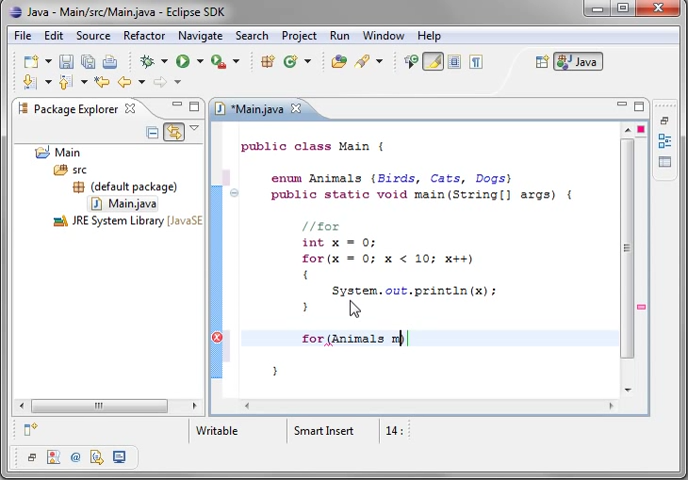 Java - Main/src/Main.java - Eclipse SDK
File Edit Source Refactor Navigate Search Project Run Window Help
Java
Package Explorer
*Main.java
Main
src
(default package)
Main.java
JRE System Library [JavaSE
public class Main {
enum Animals {Birds, Cats, Dogs}
public static void main(String[] args) {
//for
int x = 0;
for(x = 0; x < 10; x++)
{
System.out.println(x);
}
for(Animals m)
}
Writable Smart Insert 14 :